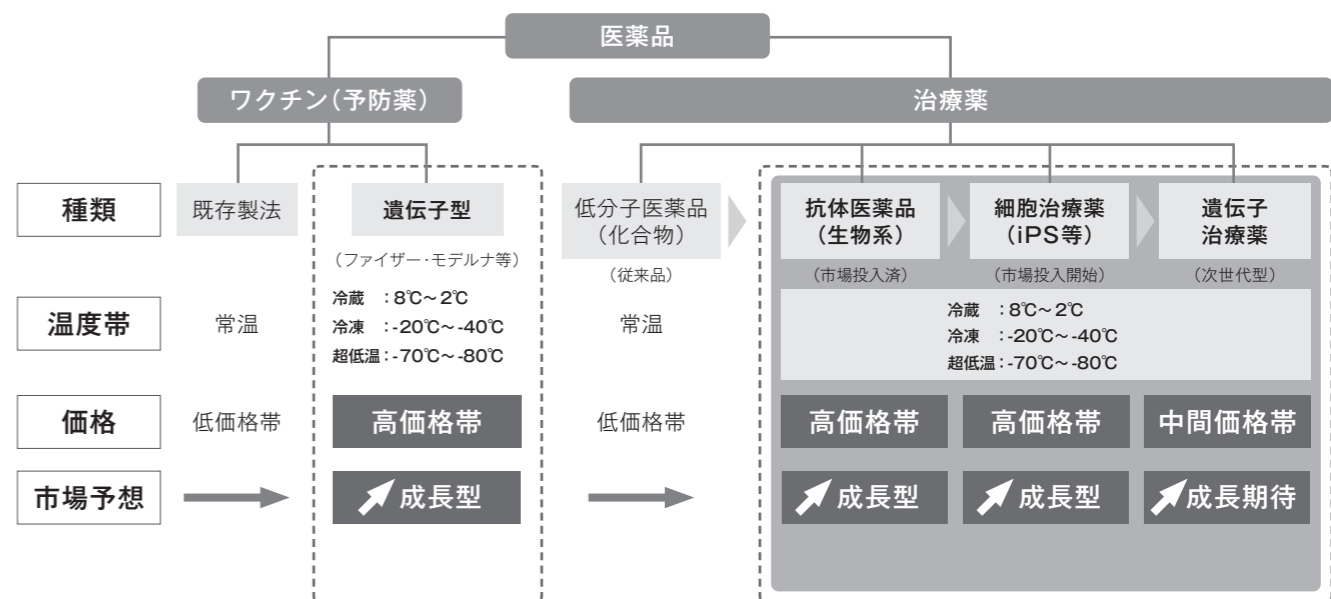 医薬品
ワクチン（予防薬）
治療薬
種類
既存製法
遺伝子型
（ファイザー・モデルナ等）
低分子医薬品
（化合物）
（従来品）
抗体医薬品
（生物系）
（市場投入済）
細胞治療薬
（iPS等）
（市場投入開始）
遺伝子
治療薬
（次世代型）
温度帯
常温
冷蔵　：8℃～2℃
冷凍　：-20℃～-40℃
超低温：-70℃～-80℃
常温
冷蔵　：8℃～2℃
冷凍　：-20℃～-40℃
超低温：-70℃～-80℃
価格
低価格帯
高価格帯
低価格帯
高価格帯
高価格帯
中間価格帯
市場予想
成長型
成長型
成長型
成長期待